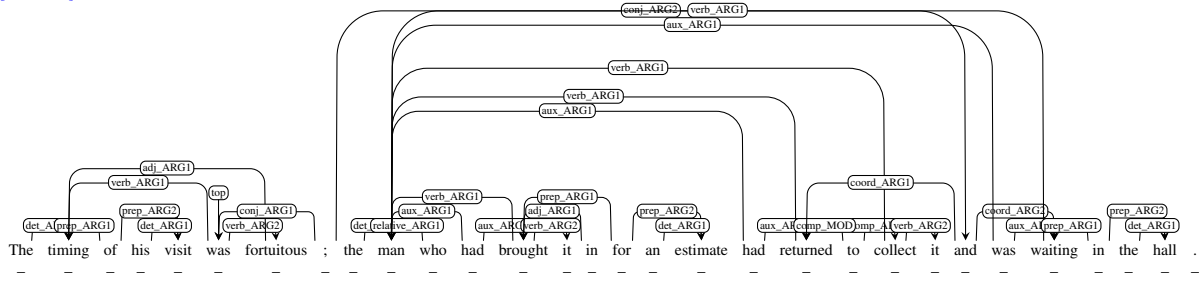 conj_ARG2 verb_ARG1
aux_ARG1
verb_ARG1
verb_ARG1
aux_ARG1
adj_ARG1
verb_ARG1 coord_ARG1
top
verb_ARG1 prep_ARG1
prep_ARG2 conj_ARG1 aux_ARG1 adj_ARG1 prep_ARG2 coord_ARG2 prep_ARG2
prep_ARG1 det_ARG1 verb_ARG2 relative_ARG1 verb_ARG2 det_ARG1 comp_MOD verb_ARG2 prep_ARG1 det_ARG1
The timing of his visit was fortuitous ; the man who had brought it in for an estimate had returned to collect it and was waiting in the hall .
_ _ _ _ _ _ _ _ _ _ _ _ _ _ _ _ _ _ _ _ _ _ _ _ _ _ _ _ _ _